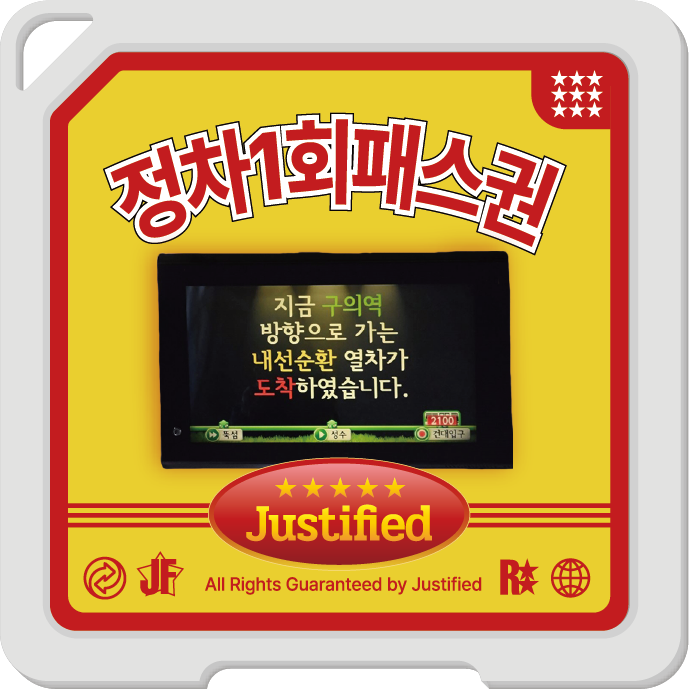 정차1회패스권
지금 구의역
방향으로 가는
내선순환 열차가
도착하였습니다.
2100
뚝섬 성수 건대입구
Justified
JF All Rights Guaranteed by Justified R